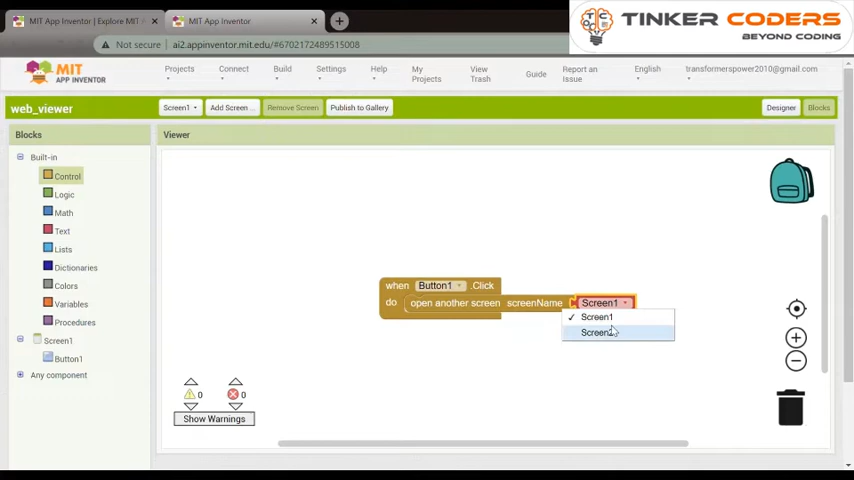 MIT App Inventor | Explore MIT A
MIT App Inventor
TINKER CODERS
BEYOND CODING
Not secure
ai2.appinventor.mit.edu/#6702172489515008
MIT
APP INVENTOR
Projects
Connect
Build
Settings
Help
My
Projects
View
Trash
Guide
Report an
Issue
English
transformerspower2010@gmail.com
web_viewer
Screen1
Add Screen ...
Remove Screen
Publish to Gallery
Designer
Blocks
Blocks
Viewer
Built-in
Control
Logic
Math
Text
Lists
Dictionaries
Colors
Variables
Procedures
Screen1
Button1
Any component
when Button1 .Click
do open another screen screenName Screen1
✓ Screen1
Screen2
0 0
Show Warnings